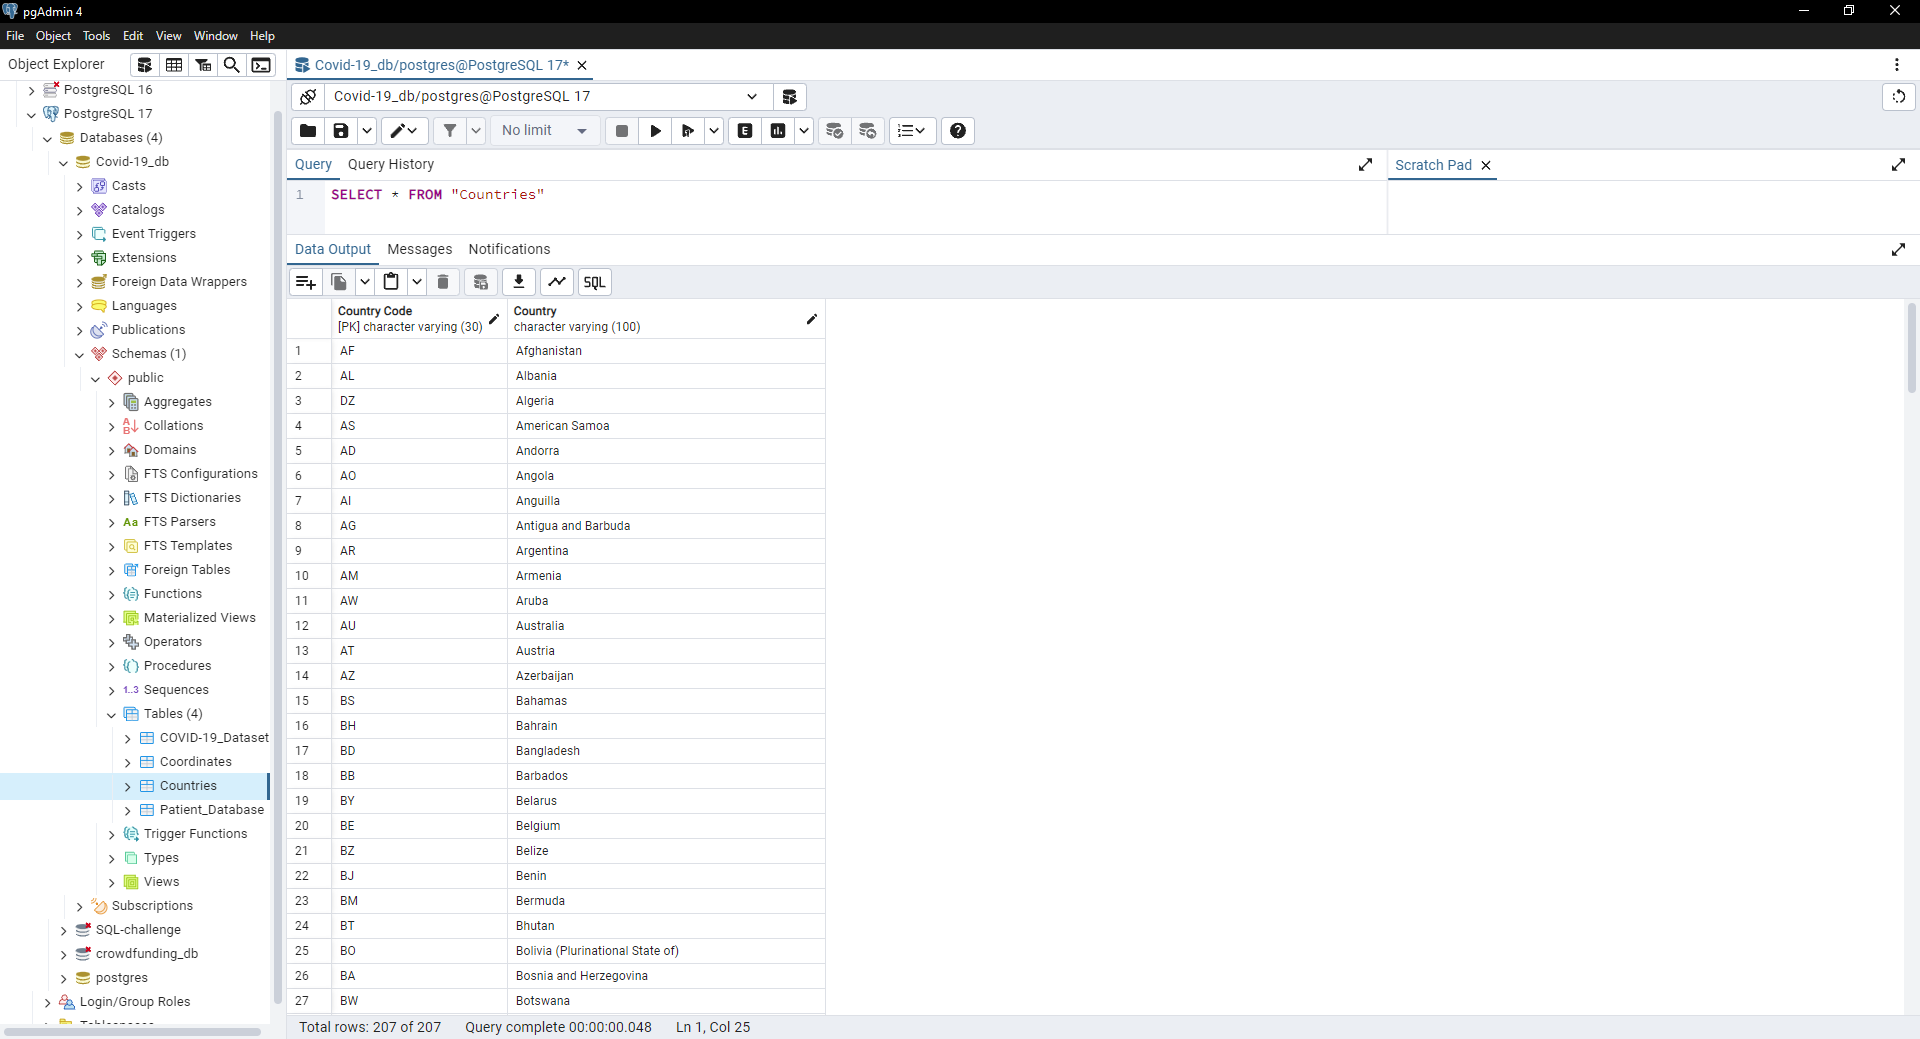 pgAdmin 4
File Object Tools Edit View Window Help
Object Explorer
PostgreSQL 16
PostgreSQL 17
Databases (4)
Covid-19_db
Casts
Catalogs
Event Triggers
Extensions
Foreign Data Wrappers
Languages
Publications
Schemas (1)
public
Aggregates
Collations
Domains
FTS Configurations
FTS Dictionaries
Aa FTS Parsers
FTS Templates
Foreign Tables
Functions
Materialized Views
Operators
Procedures
1..3 Sequences
Tables (4)
COVID-19_Dataset
Coordinates
Countries
Patient_Database
Trigger Functions
Types
Views
Subscriptions
SQL-challenge
crowdfunding_db
postgres
Login/Group Roles
Covid-19_db/postgres@PostgreSQL 17*
Covid-19_db/postgres@PostgreSQL 17
No limit
E
Query Query History
Scratch Pad
1 SELECT * FROM "Countries"
Data Output Messages Notifications
SQL
Country Code Country
[PK] character varying (30) character varying (100)
1 AF Afghanistan
2 AL Albania
3 DZ Algeria
4 AS American Samoa
5 AD Andorra
6 AO Angola
7 AI Anguilla
8 AG Antigua and Barbuda
9 AR Argentina
10 AM Armenia
11 AW Aruba
12 AU Australia
13 AT Austria
14 AZ Azerbaijan
15 BS Bahamas
16 BH Bahrain
17 BD Bangladesh
18 BB Barbados
19 BY Belarus
20 BE Belgium
21 BZ Belize
22 BJ Benin
23 BM Bermuda
24 BT Bhutan
25 BO Bolivia (Plurinational State of)
26 BA Bosnia and Herzegovina
27 BW Botswana
Total rows: 207 of 207 Query complete 00:00:00.048 Ln 1, Col 25